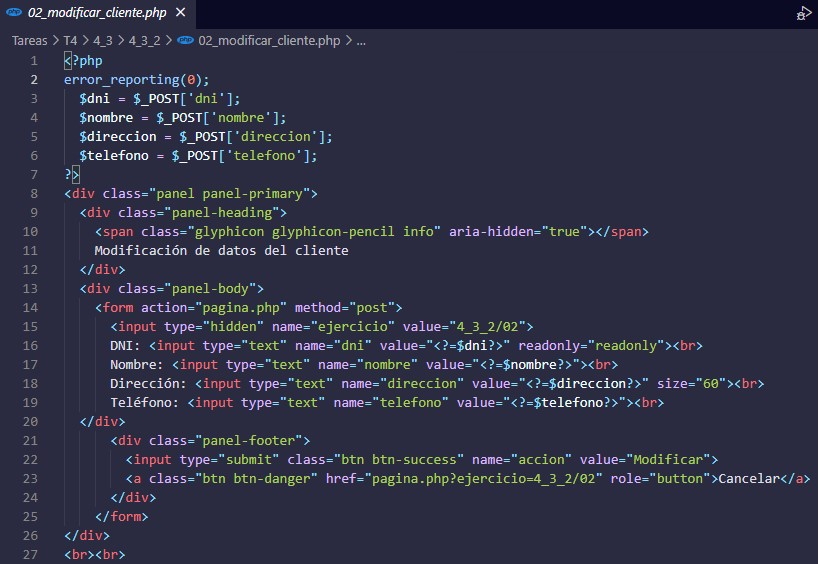 php 02_modificar_cliente.php ✕
Tareas > T4 > 4_3 > 4_3_2 > php 02_modificar_cliente.php > ...
1 <?php
2 error_reporting(0);
3 $dni = $_POST['dni'];
4 $nombre = $_POST['nombre'];
5 $direccion = $_POST['direccion'];
6 $telefono = $_POST['telefono'];
7 ?>
8 <div class="panel panel-primary">
9 <div class="panel-heading">
10 <span class="glyphicon glyphicon-pencil info" aria-hidden="true"></span>
11 Modificación de datos del cliente
12 </div>
13 <div class="panel-body">
14 <form action="pagina.php" method="post">
15 <input type="hidden" name="ejercicio" value="4_3_2/02">
16 DNI: <input type="text" name="dni" value="<?=$dni?>" readonly="readonly"><br>
17 Nombre: <input type="text" name="nombre" value="<?=$nombre?>"><br>
18 Dirección: <input type="text" name="direccion" value="<?=$direccion?>" size="60"><br>
19 Teléfono: <input type="text" name="telefono" value="<?=$telefono?>"><br>
20 </div>
21 <div class="panel-footer">
22 <input type="submit" class="btn btn-success" name="accion" value="Modificar">
23 <a class="btn btn-danger" href="pagina.php?ejercicio=4_3_2/02" role="button">Cancelar</a>
24 </div>
25 </form>
26 </div>
27 <br><br>